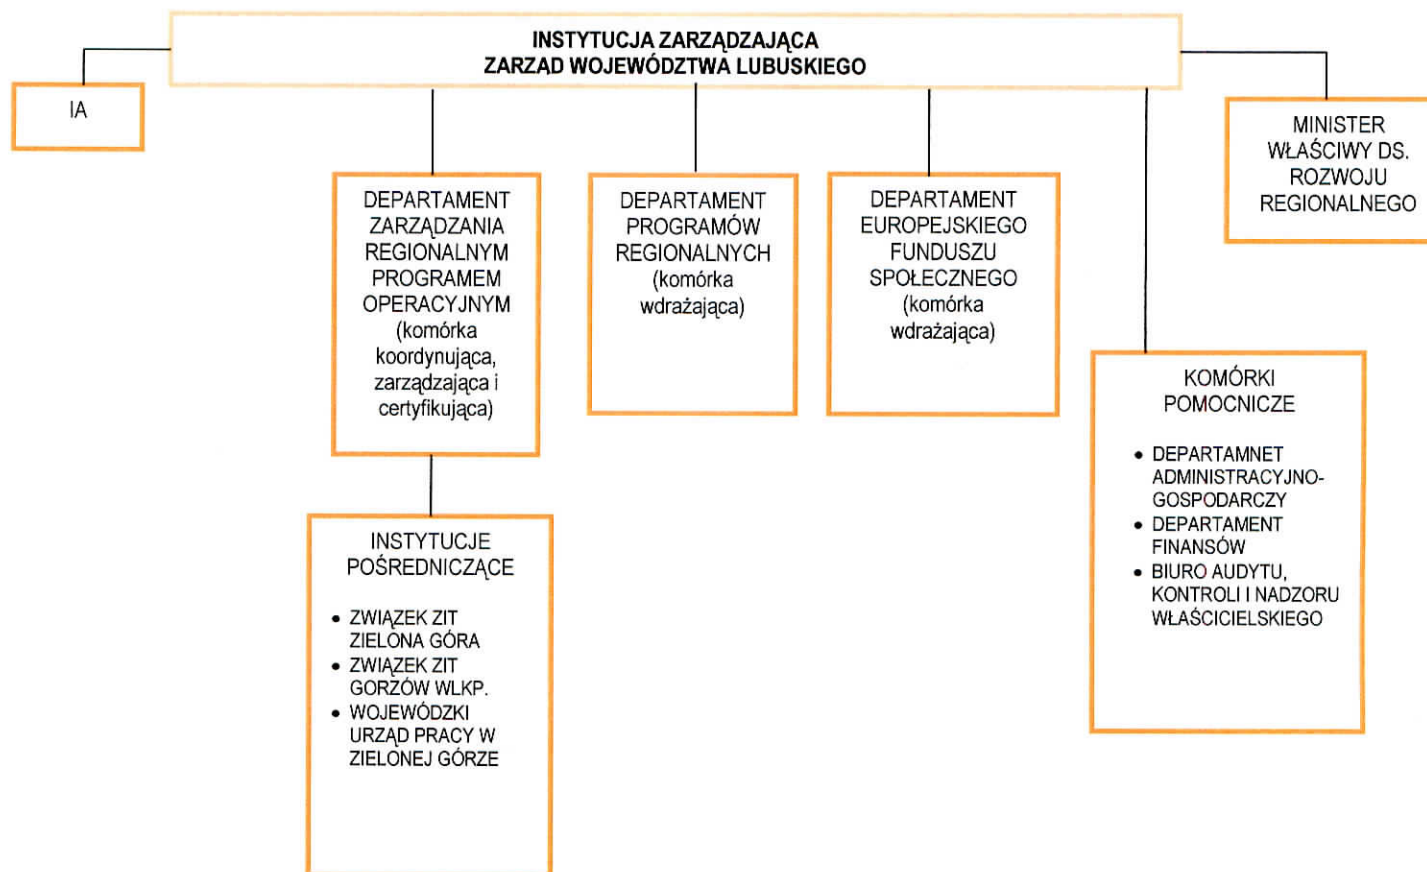 INSTYTUCJA ZARZĄDZAJĄCA
ZARZĄD WOJEWÓDZTWA LUBUSKIEGO
IA
DEPARTAMENT
ZARZĄDZANIA
REGIONALNYM
PROGRAMEM
OPERACYJNYM
(komórka
koordynująca,
zarządzająca i
certyfikująca)
DEPARTAMENT
PROGRAMÓW
REGIONALNYCH
(komórka
wdrażająca)
DEPARTAMENT
EUROPEJSKIEGO
FUNDUSZU
SPOŁECZNEGO
(komórka
wdrażająca)
MINISTER
WŁAŚCIWY DS.
ROZWOJU
REGIONALNEGO
KOMÓRKI
POMOCNICZE
• DEPARTAMNET
ADMINISTRACYJNO-
GOSPODARCZY
• DEPARTAMENT
FINANSÓW
• BIURO AUDYTU,
KONTROLI I NADZORU
WŁAŚCICIELSKIEGO
INSTYTUCJE
POŚREDNICZĄCE
• ZWIĄZEK ZIT
ZIELONA GÓRA
• ZWIĄZEK ZIT
GORZÓW WLKP.
• WOJEWÓDZKI
URZĄD PRACY W
ZIELONEJ GÓRZE